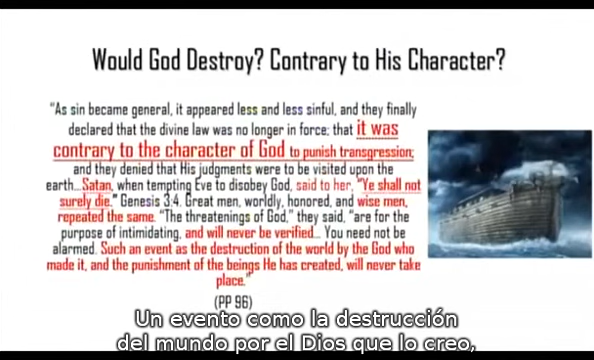 Would God Destroy? Contrary to His Character?
"As sin became general, it appeared less and less sinful, and they finally
declared that the divine law was no longer in force; that it was
contrary to the character of God to punish transgression;
and they denied that His judgments were to be visited upon the
earth...Satan, when tempting Eve to disobey God, said to her, "Ye shall not
surely die." Genesis 3:4. Great men, worldly, honored, and wise men,
repeated the same. "The threatenings of God," they said, "are for the
purpose of intimidating, and will never be verified... You need not be
alarmed. Such an event as the destruction of the world by the God who
made it, and the punishment of the beings He has created, will never take
place."
(PP 96)
Un evento como la destrucción
del mundo por el Dios que lo creo,